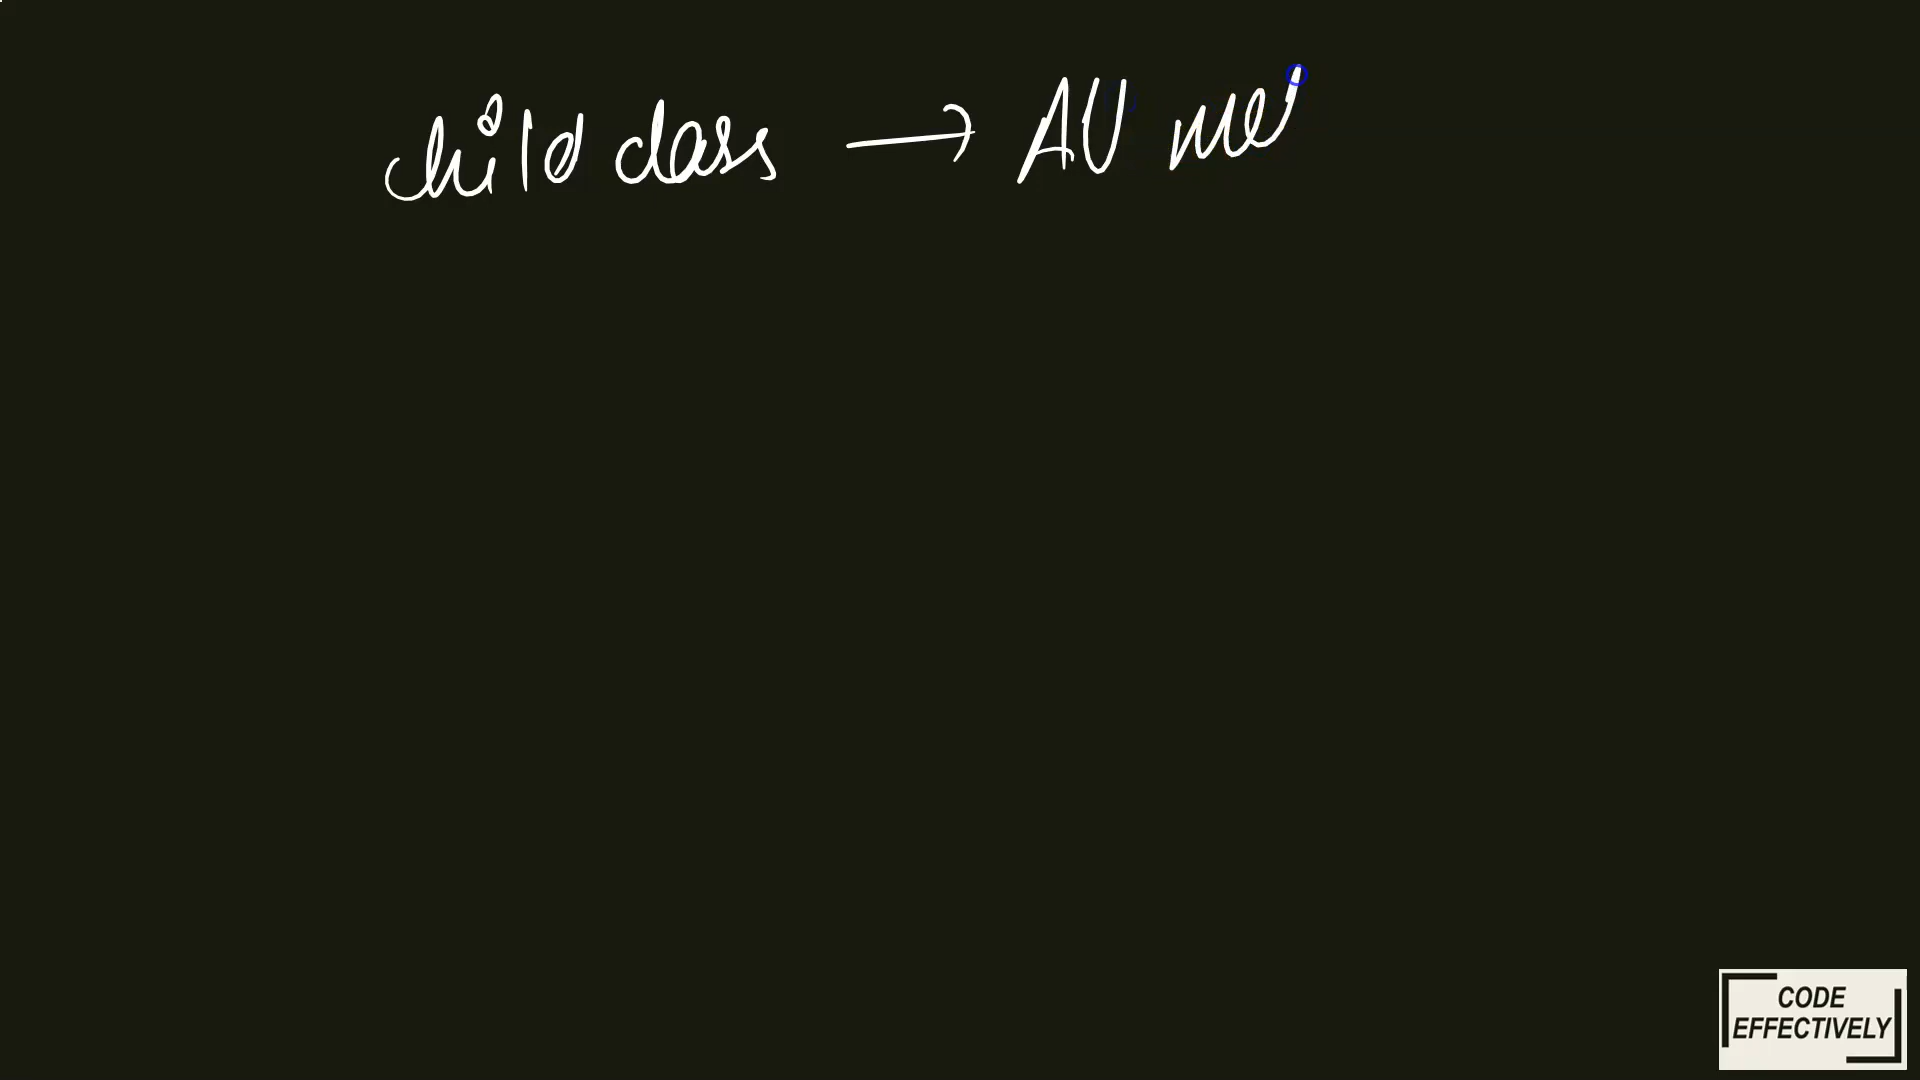 child class → All me
CODE
EFFECTIVELY